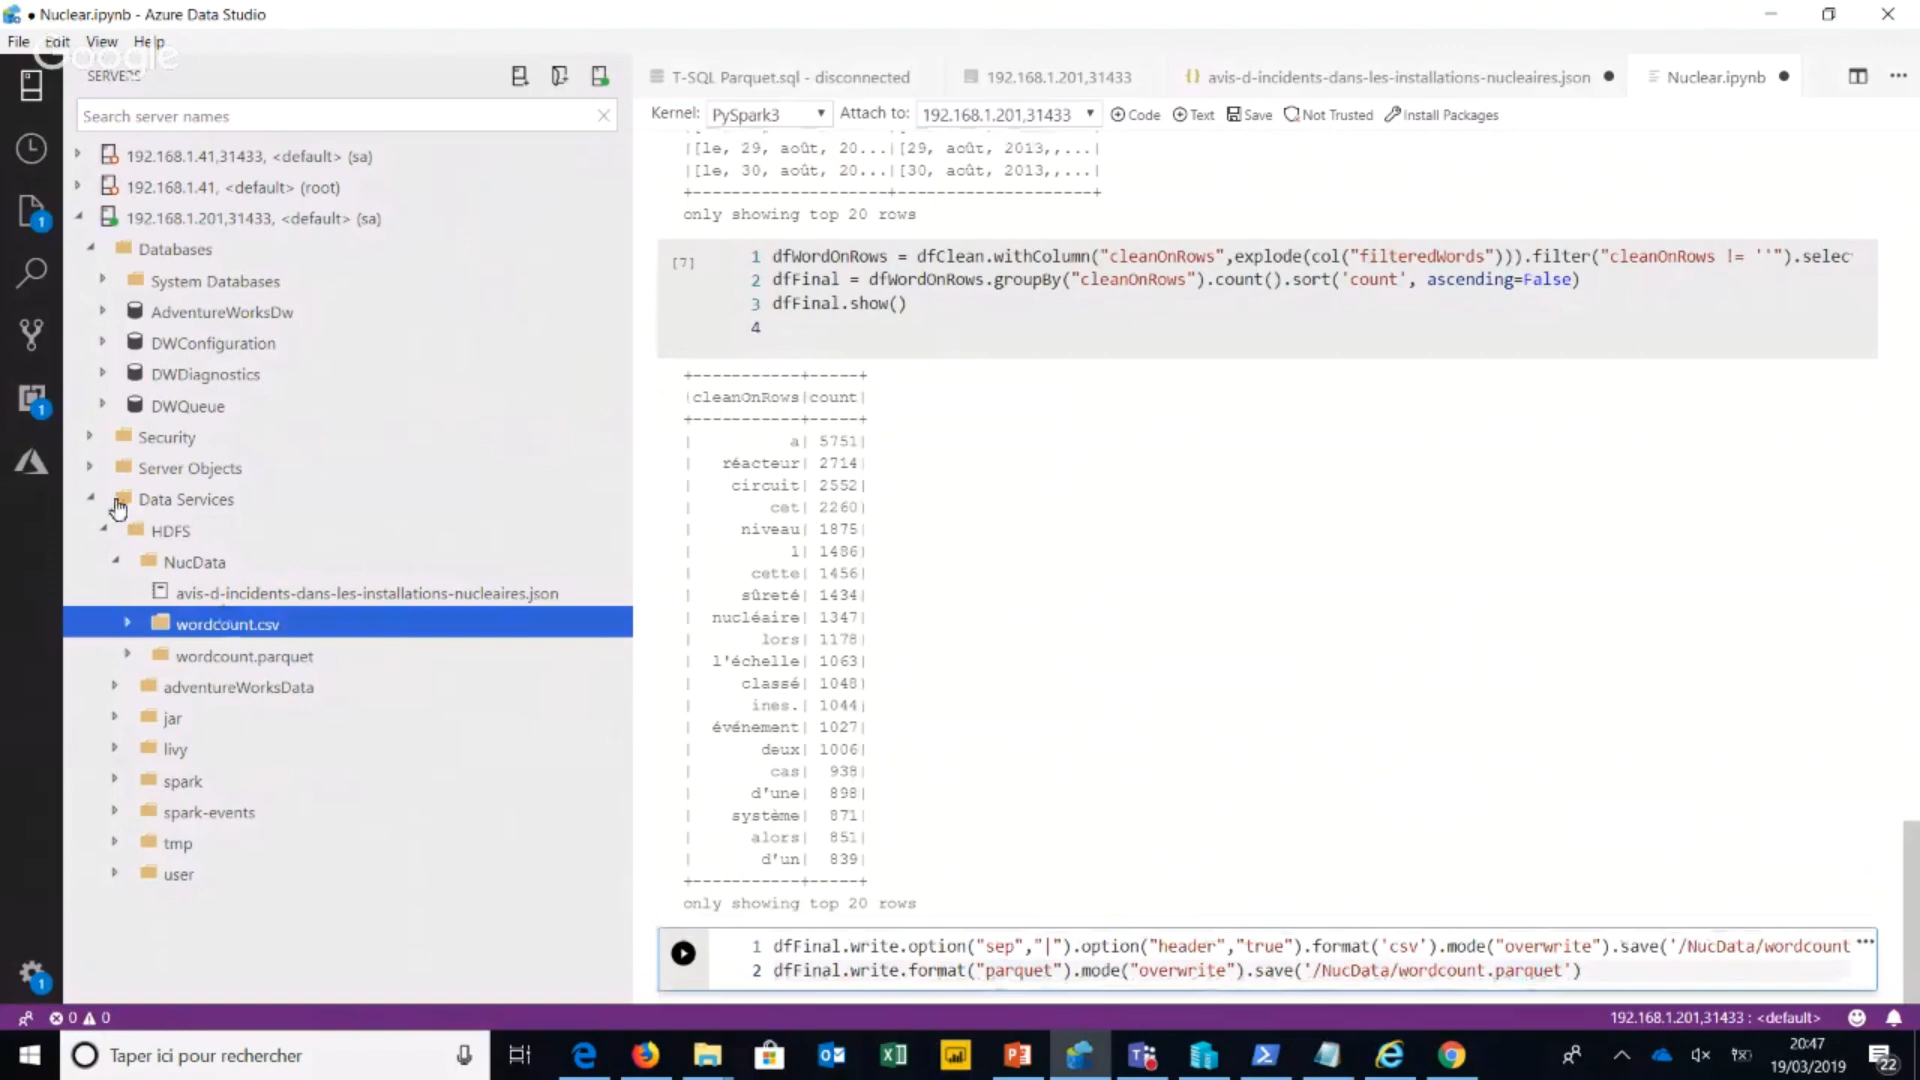 Nuclear.ipynb - Azure Data Studio
File Edit View Help
Google
SERVERS
Search server names
192.168.1.41,31433, <default> (sa)
192.168.1.41, <default> (root)
192.168.1.201,31433, <default> (sa)
Databases
System Databases
AdventureWorksDw
DWConfiguration
DWDiagnostics
DWQueue
Security
Server Objects
Data Services
HDFS
NucData
avis-d-incidents-dans-les-installations-nucleaires.json
wordcount.csv
wordcount.parquet
adventureWorksData
jar
livy
spark
spark-events
tmp
user
1
1
1
T-SQL Parquet.sql - disconnected
192.168.1.201,31433
{} avis-d-incidents-dans-les-installations-nucleaires.json
Nuclear.ipynb
Kernel: PySpark3 Attach to: 192.168.1.201,31433 Code Text Save Not Trusted Install Packages
|[le, 29, août, 20...|[29, août, 2013,,...|
|[le, 30, août, 20...|[30, août, 2013,,...|
+--------------------+--------------------+
only showing top 20 rows
[7]
1 dfWordOnRows = dfClean.withColumn("cleanOnRows",explode(col("filteredWords"))).filter("cleanOnRows != ''").selec
2 dfFinal = dfWordOnRows.groupBy("cleanOnRows").count().sort('count', ascending=False)
3 dfFinal.show()
4
+-----------+-----+
|cleanOnRows|count|
+-----------+-----+
| a| 5751|
| réacteur| 2714|
| circuit| 2552|
| cet| 2260|
| niveau| 1875|
| 1| 1486|
| cette| 1456|
| sûreté| 1434|
| nucléaire| 1347|
| lors| 1178|
| l'échelle| 1063|
| classé| 1048|
| ines.| 1044|
| événement| 1027|
| deux| 1006|
| cas| 938|
| d'une| 898|
| système| 871|
| alors| 851|
| d'un| 839|
+-----------+-----+
only showing top 20 rows
1 dfFinal.write.option("sep","|").option("header","true").format('csv').mode("overwrite").save('/NucData/wordcount
2 dfFinal.write.format("parquet").mode("overwrite").save('/NucData/wordcount.parquet')
0 0
192.168.1.201,31433 : <default>
Taper ici pour rechercher
20:47
19/03/2019
22